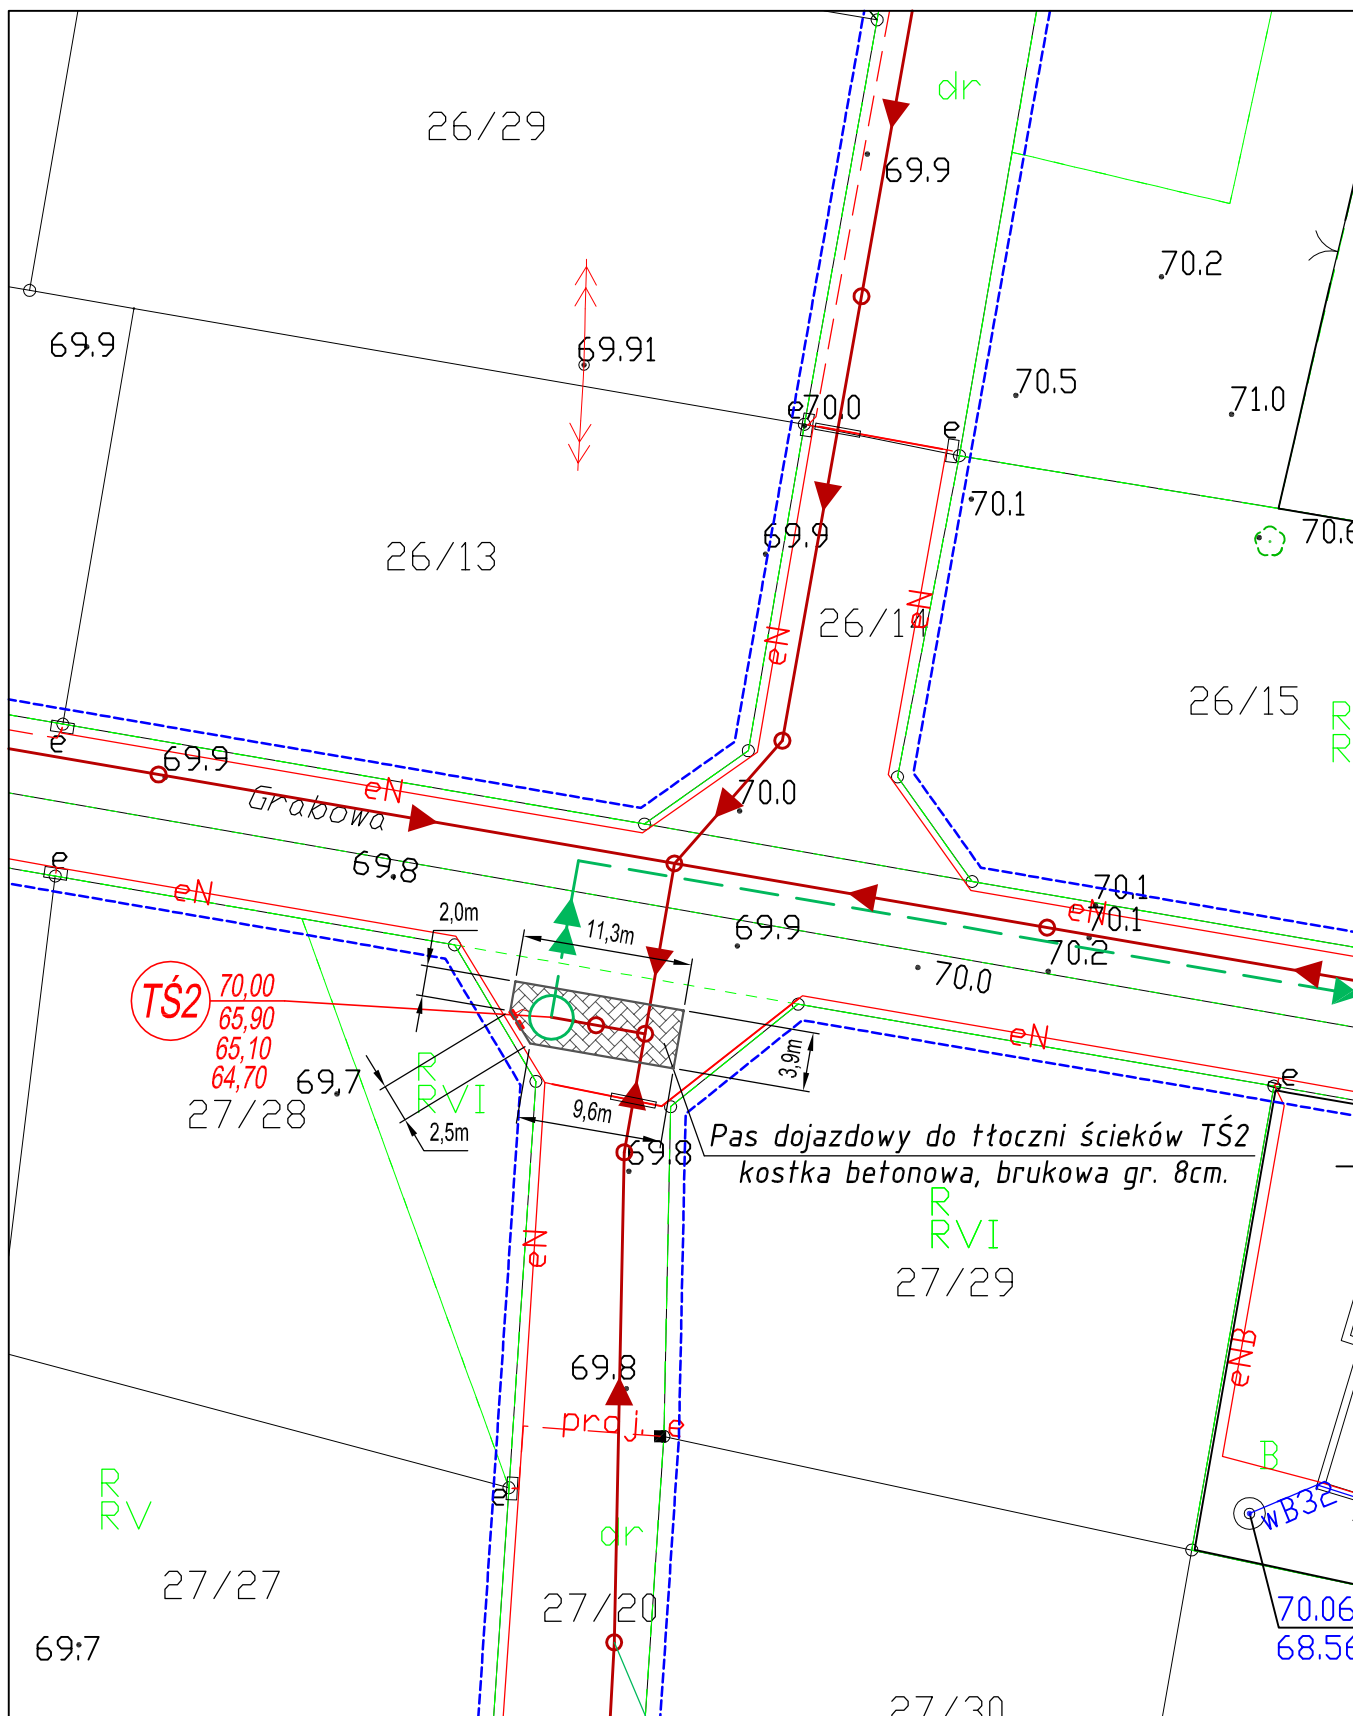 dr
26/29
69.9
70.2
69.9
69.91
70.5
71.0
e
70.0
e
70.1
70.6
69.9
26/13
eN
26/14
eN
26/15
R
R
e
69.9
eN
Grabowa
70.0
e
69.8
eN
70.1
eN
70.1
2,0m
11,3m
69.9
70.2
70.0
TŚ2
70,00
65,90
65,10
64,70
69.7
R
RVI
27/28
3,9m
eN
e
9,6m
2,5m
69.8
Pas dojazdowy do tłoczni ścieków TŚ2
kostka betonowa, brukowa gr. 8cm.
R
RVI
eN
27/29
eNB
69.8
proj. e
B
R
RV
e
wB32
dr
27/27
27/20
70.06
69.7
68.56
27/30